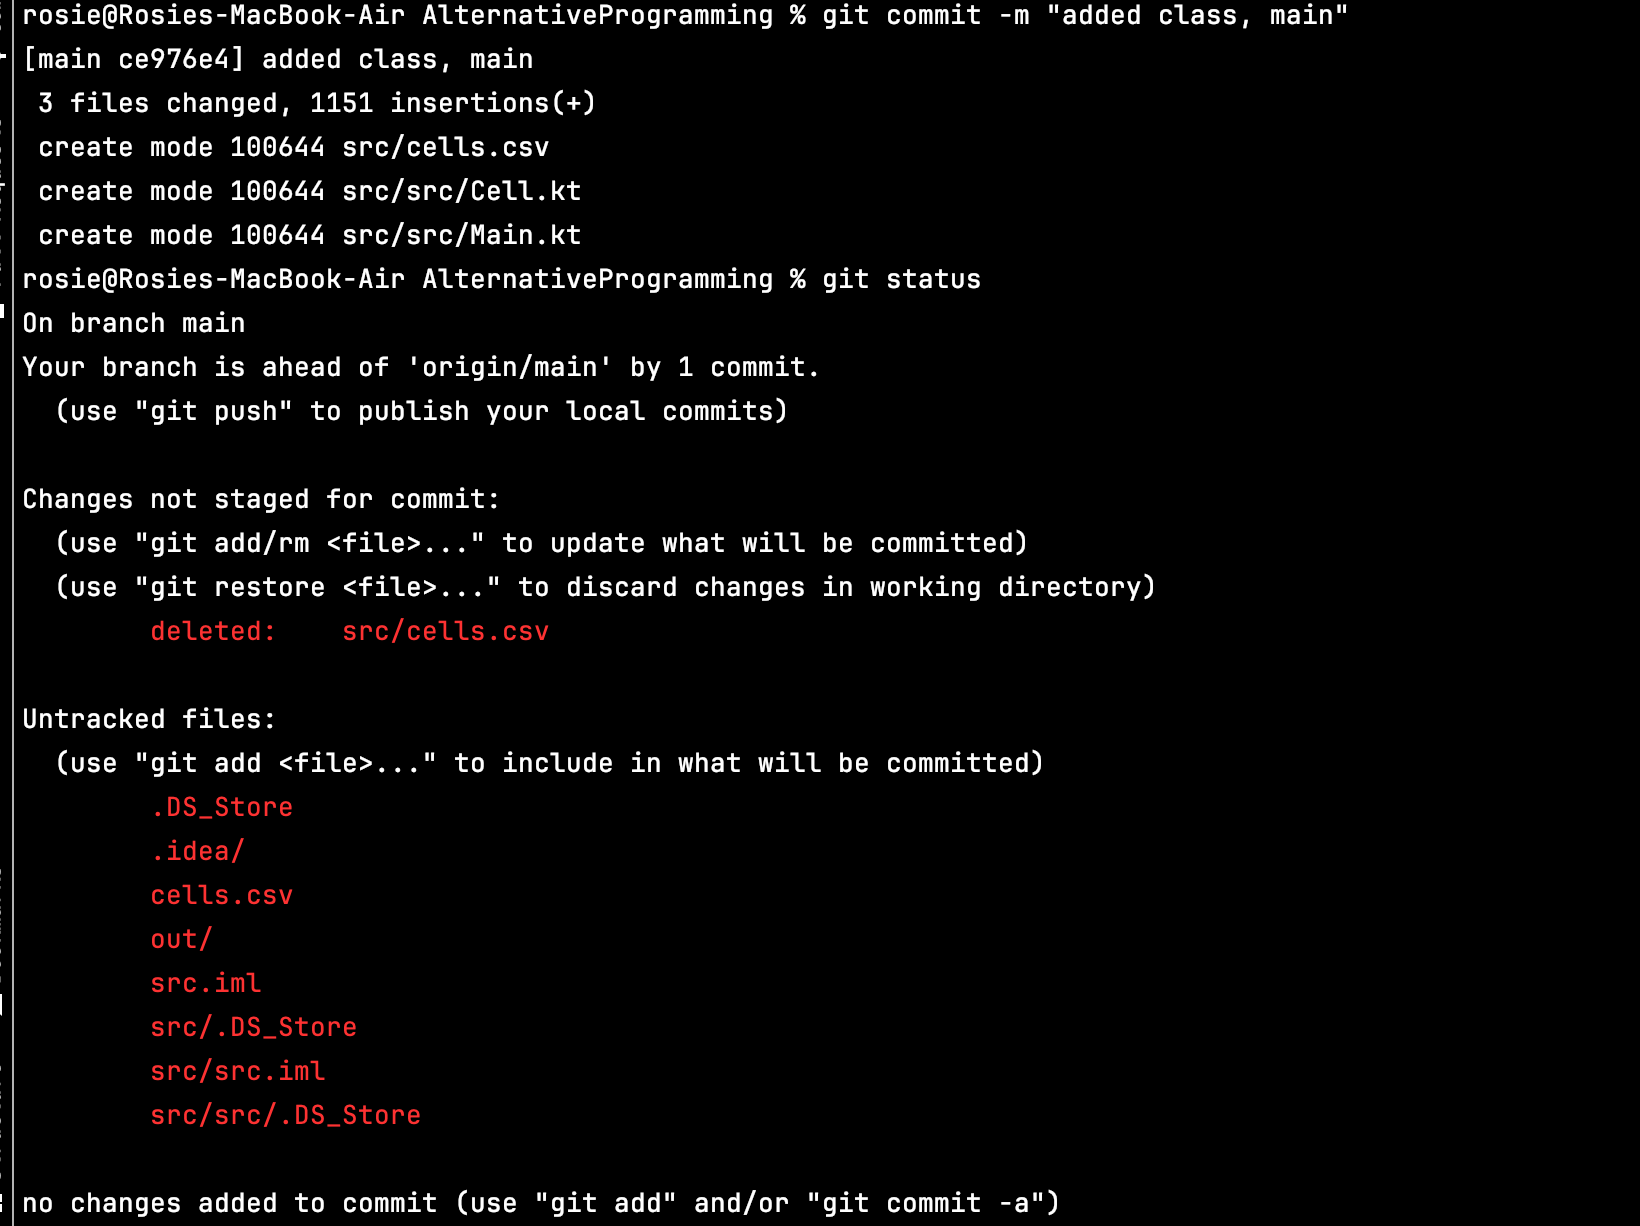 rosie@Rosies-MacBook-Air AlternativeProgramming % git commit -m "added class, main"
[main ce976e4] added class, main
 3 files changed, 1151 insertions(+)
 create mode 100644 src/cells.csv
 create mode 100644 src/src/Cell.kt
 create mode 100644 src/src/Main.kt
rosie@Rosies-MacBook-Air AlternativeProgramming % git status
On branch main
Your branch is ahead of 'origin/main' by 1 commit.
  (use "git push" to publish your local commits)

Changes not staged for commit:
  (use "git add/rm <file>..." to update what will be committed)
  (use "git restore <file>..." to discard changes in working directory)
        deleted:    src/cells.csv

Untracked files:
  (use "git add <file>..." to include in what will be committed)
        .DS_Store
        .idea/
        cells.csv
        out/
        src.iml
        src/.DS_Store
        src/src.iml
        src/src/.DS_Store

no changes added to commit (use "git add" and/or "git commit -a")